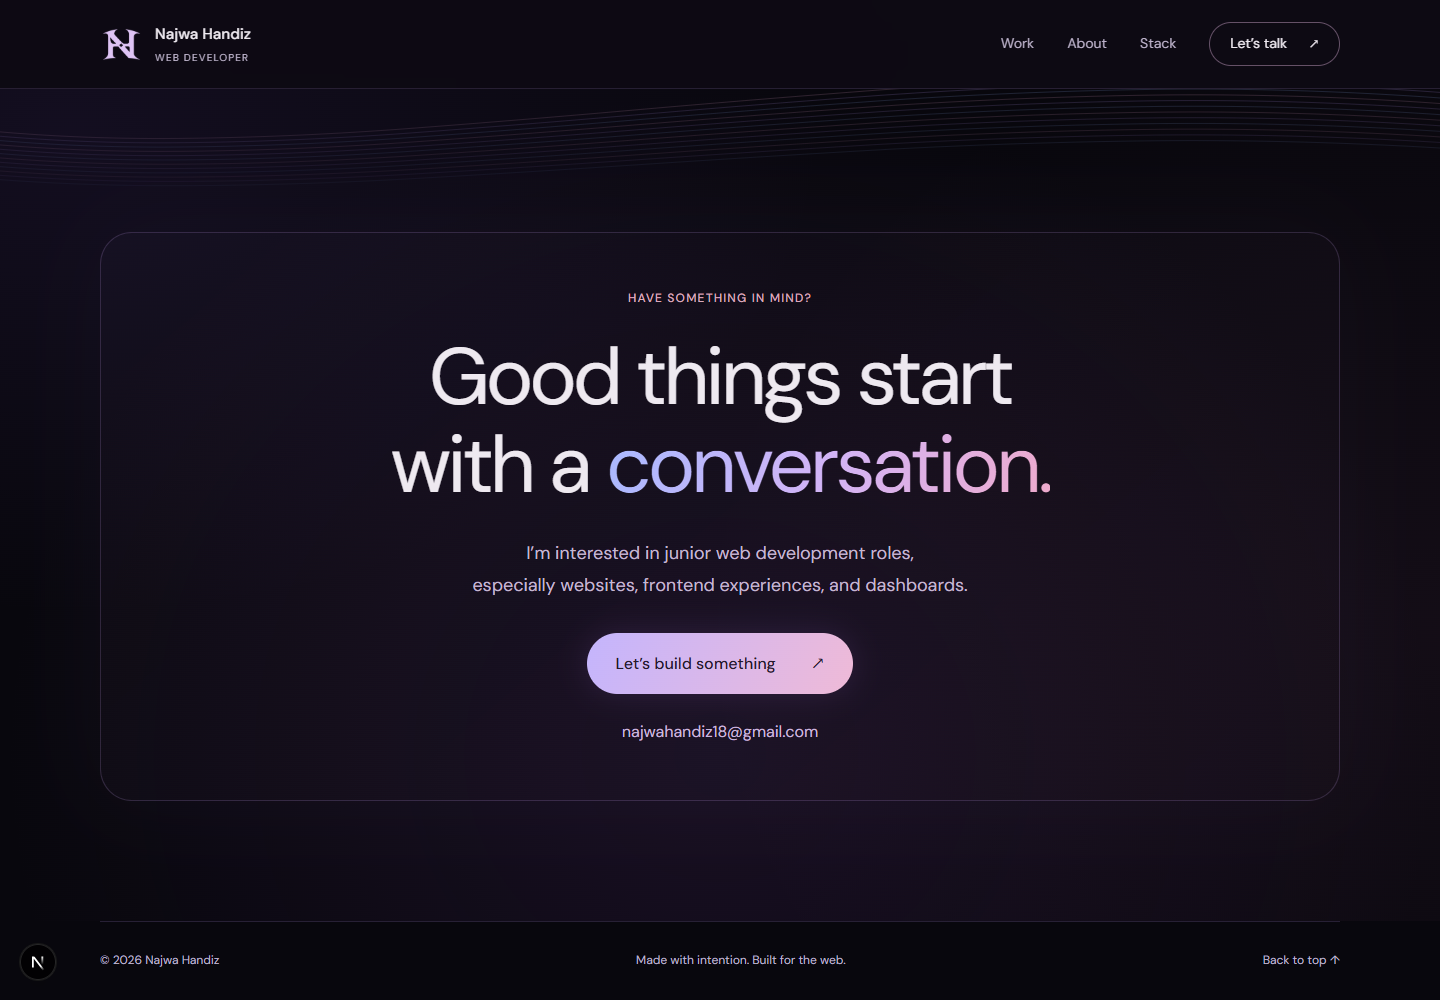 N
Najwa Handiz
WEB DEVELOPER
Work
About
Stack
Let’s talk ↗
HAVE SOMETHING IN MIND?
Good things start
with a conversation.
I’m interested in junior web development roles,
especially websites, frontend experiences, and dashboards.
Let’s build something ↗
najwahandiz18@gmail.com
N
© 2026 Najwa Handiz
Made with intention. Built for the web.
Back to top ↑